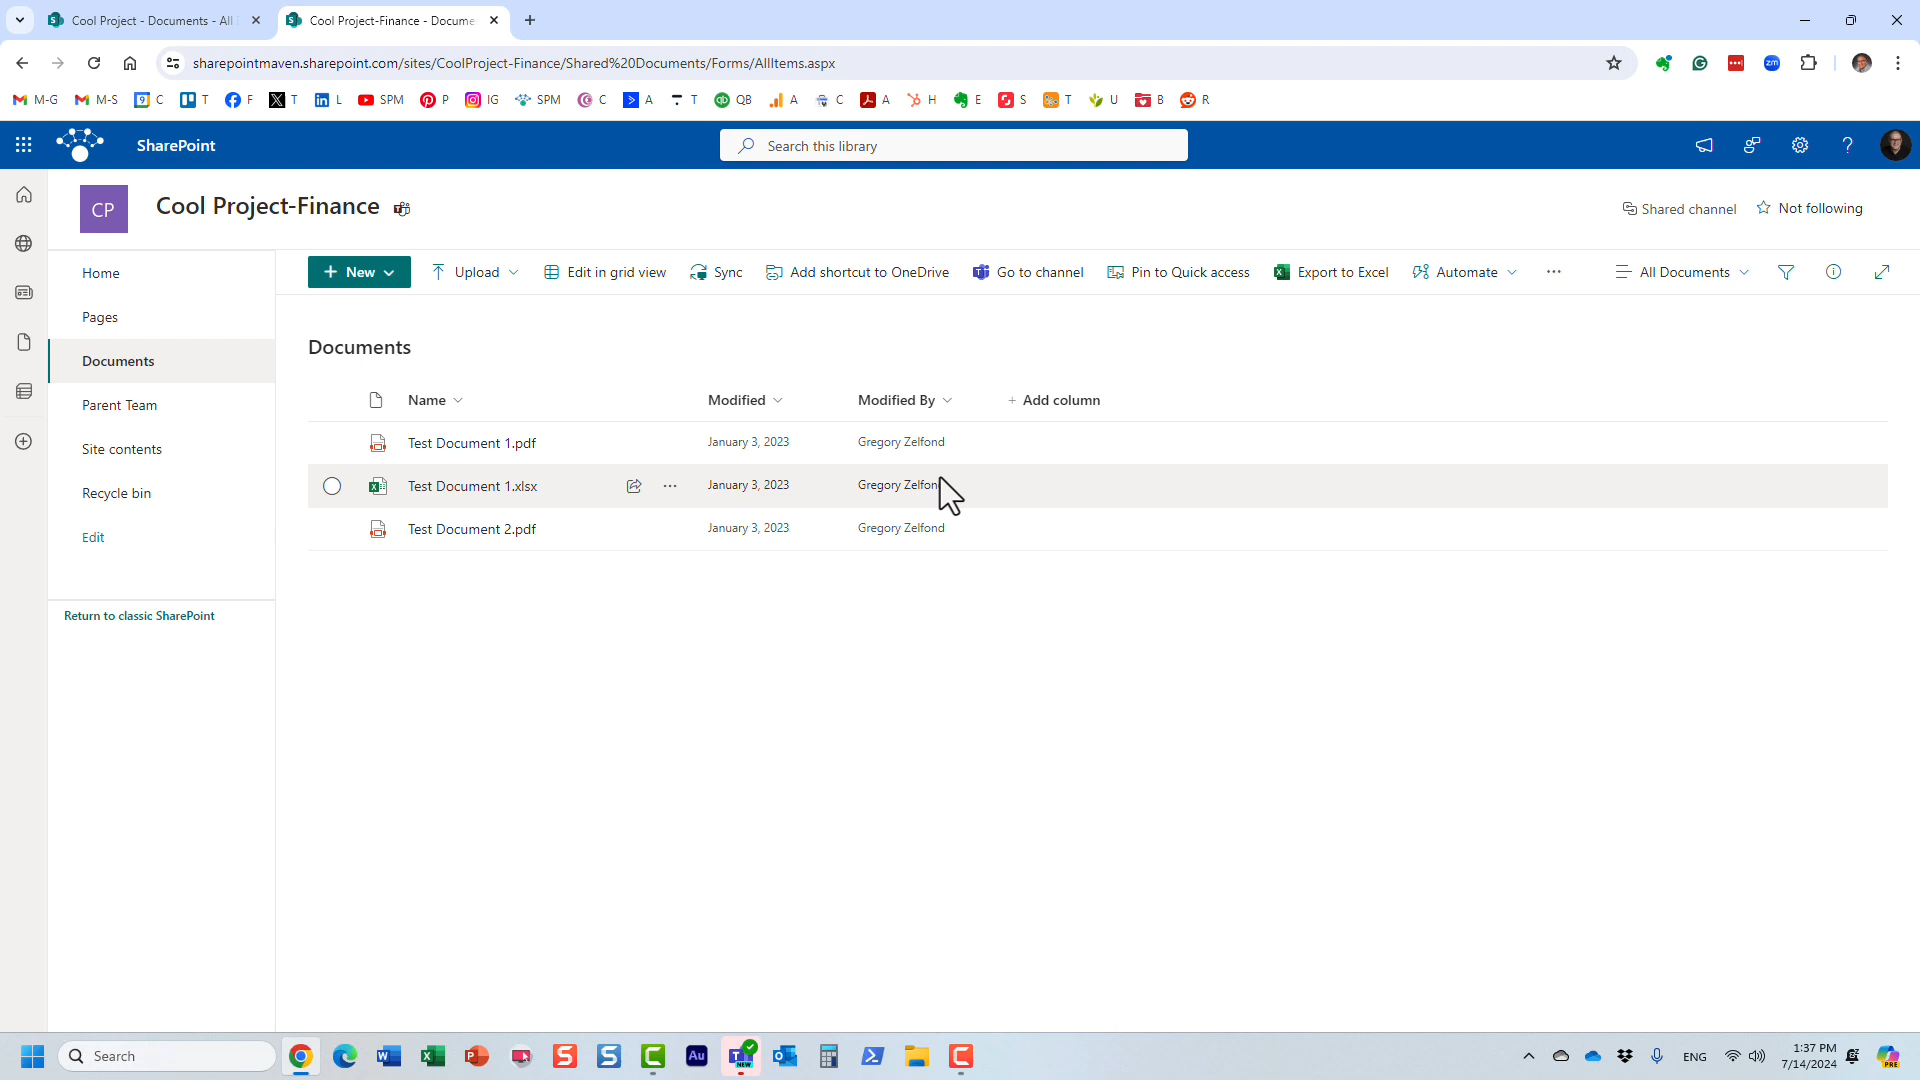 Cool Project - Documents - All
Cool Project-Finance - Docume
sharepointmaven.sharepoint.com/sites/CoolProject-Finance/Shared%20Documents/Forms/AllItems.aspx
M-G M-S C T F T L SPM P IG SPM C A T QB A C A H E S T U B R
SharePoint
Search this library
CP
Cool Project-Finance
Shared channel
Not following
Home
Pages
Documents
Parent Team
Site contents
Recycle bin
Edit
Return to classic SharePoint
New Upload Edit in grid view Sync Add shortcut to OneDrive Go to channel Pin to Quick access Export to Excel Automate All Documents
Documents
Name Modified Modified By Add column
Test Document 1.pdf January 3, 2023 Gregory Zelfond
Test Document 1.xlsx January 3, 2023 Gregory Zelfond
Test Document 2.pdf January 3, 2023 Gregory Zelfond
Search
ENG
1:37 PM
7/14/2024